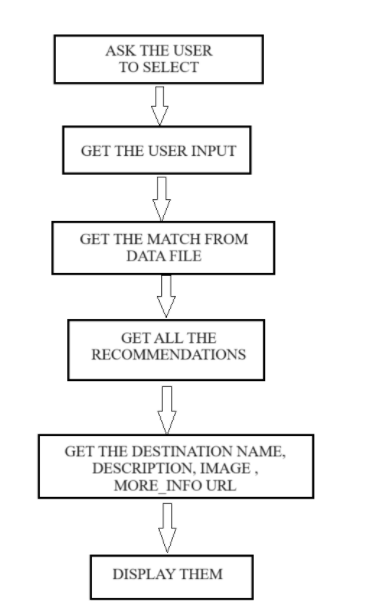 ASK THE USER
TO SELECT
GET THE USER INPUT
GET THE MATCH FROM
DATA FILE
GET ALL THE
RECOMMENDATIONS
GET THE DESTINATION NAME,
DESCRIPTION, IMAGE ,
MORE_INFO URL
DISPLAY THEM